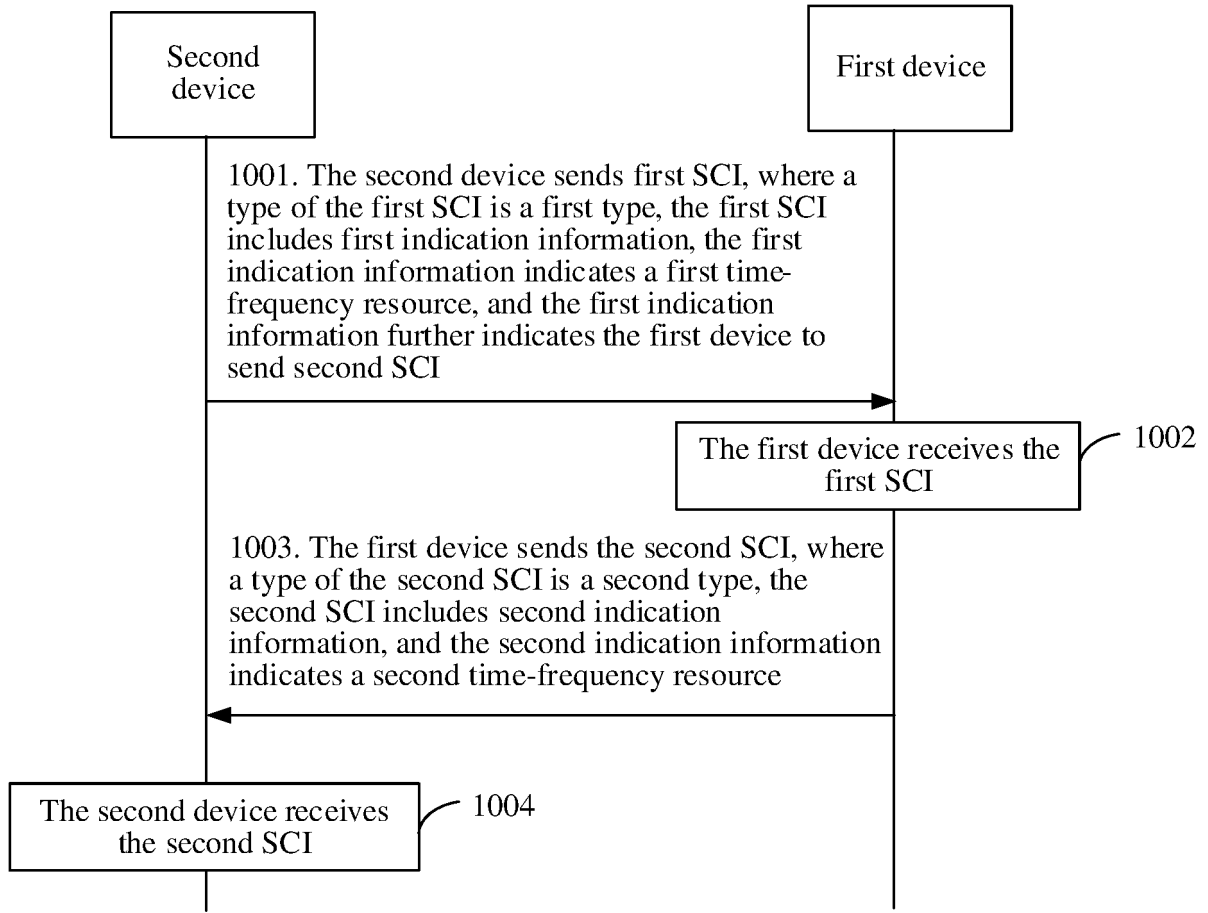 Second
device
First device
1001. The second device sends first SCI, where a
type of the first SCI is a first type, the first SCI
includes first indication information, the first
indication information indicates a first time-
frequency resource, and the first indication
information further indicates the first device to
send second SCI
The first device receives the
first SCI
1002
1003. The first device sends the second SCI, where
a type of the second SCI is a second type, the
second SCI includes second indication
information, and the second indication information
indicates a second time-frequency resource
The second device receives
the second SCI
1004